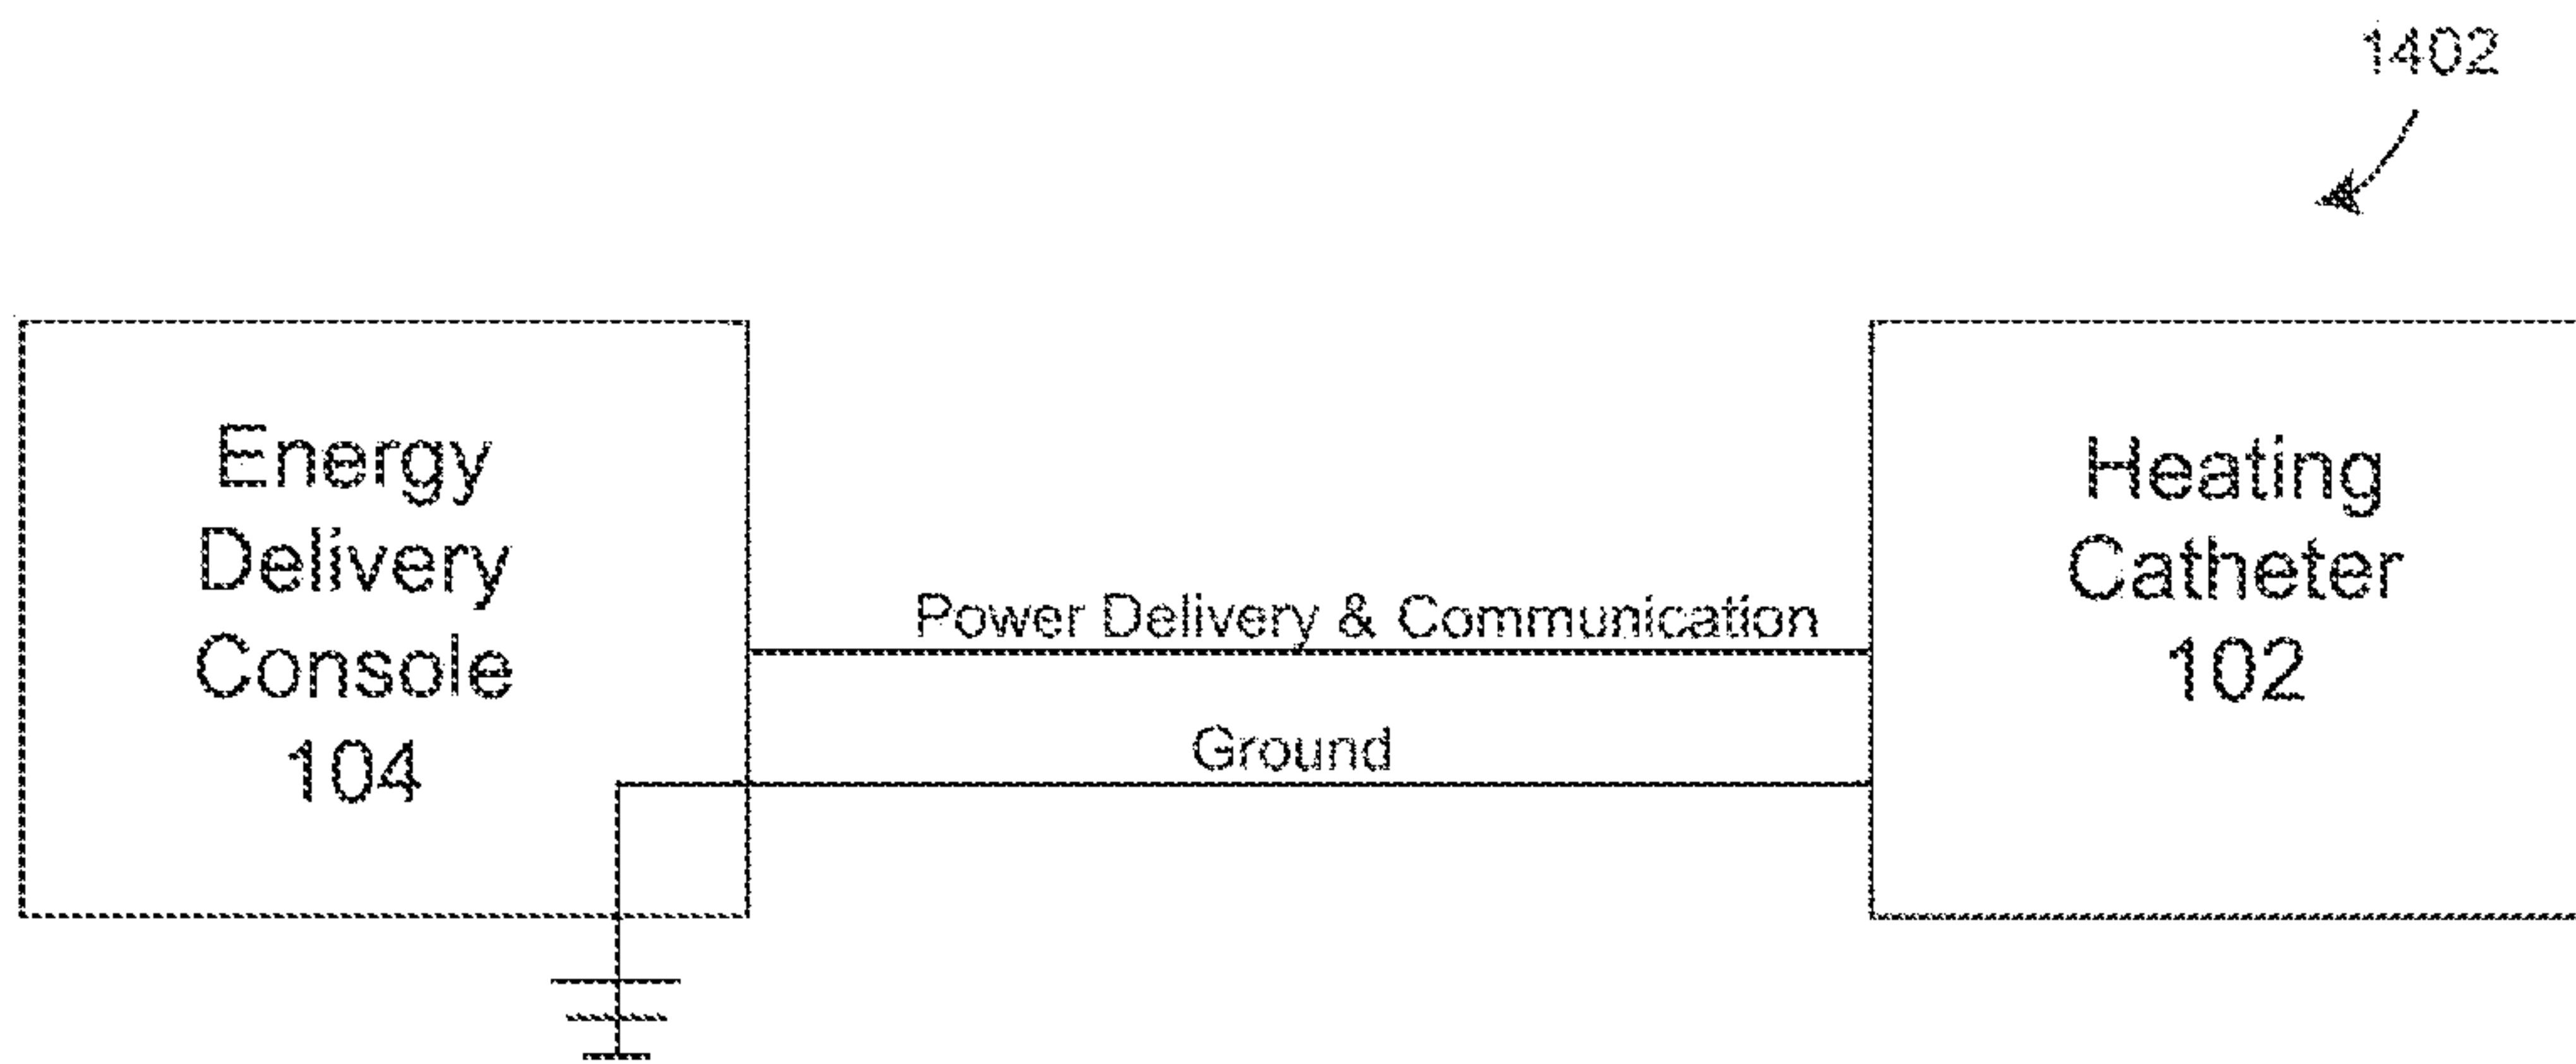 1402
Energy
Delivery
Console
104
Power Delivery & Communication
Ground
Heating
Catheter
102